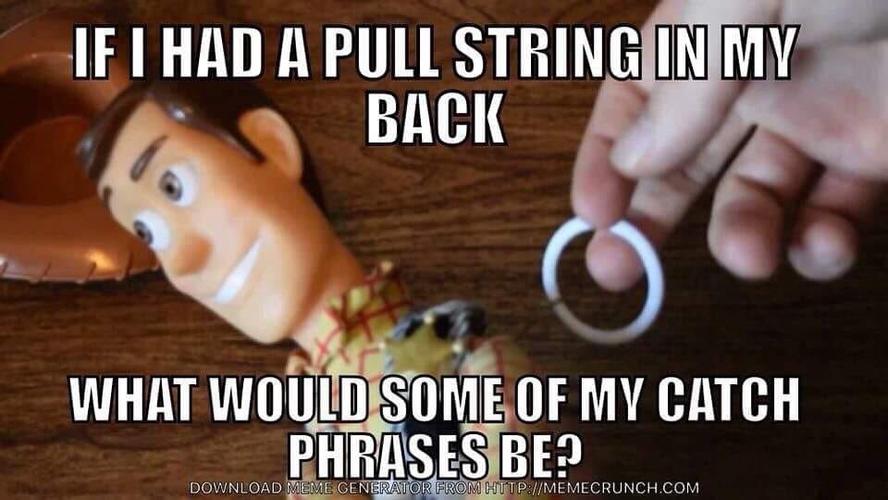 IF I HAD A PULL STRING IN MY
BACK
WHAT WOULD SOME OF MY CATCH
PHRASES BE?
DOWNLOAD MEME GENERATOR FROM HTTP://MEMECRUNCH.COM